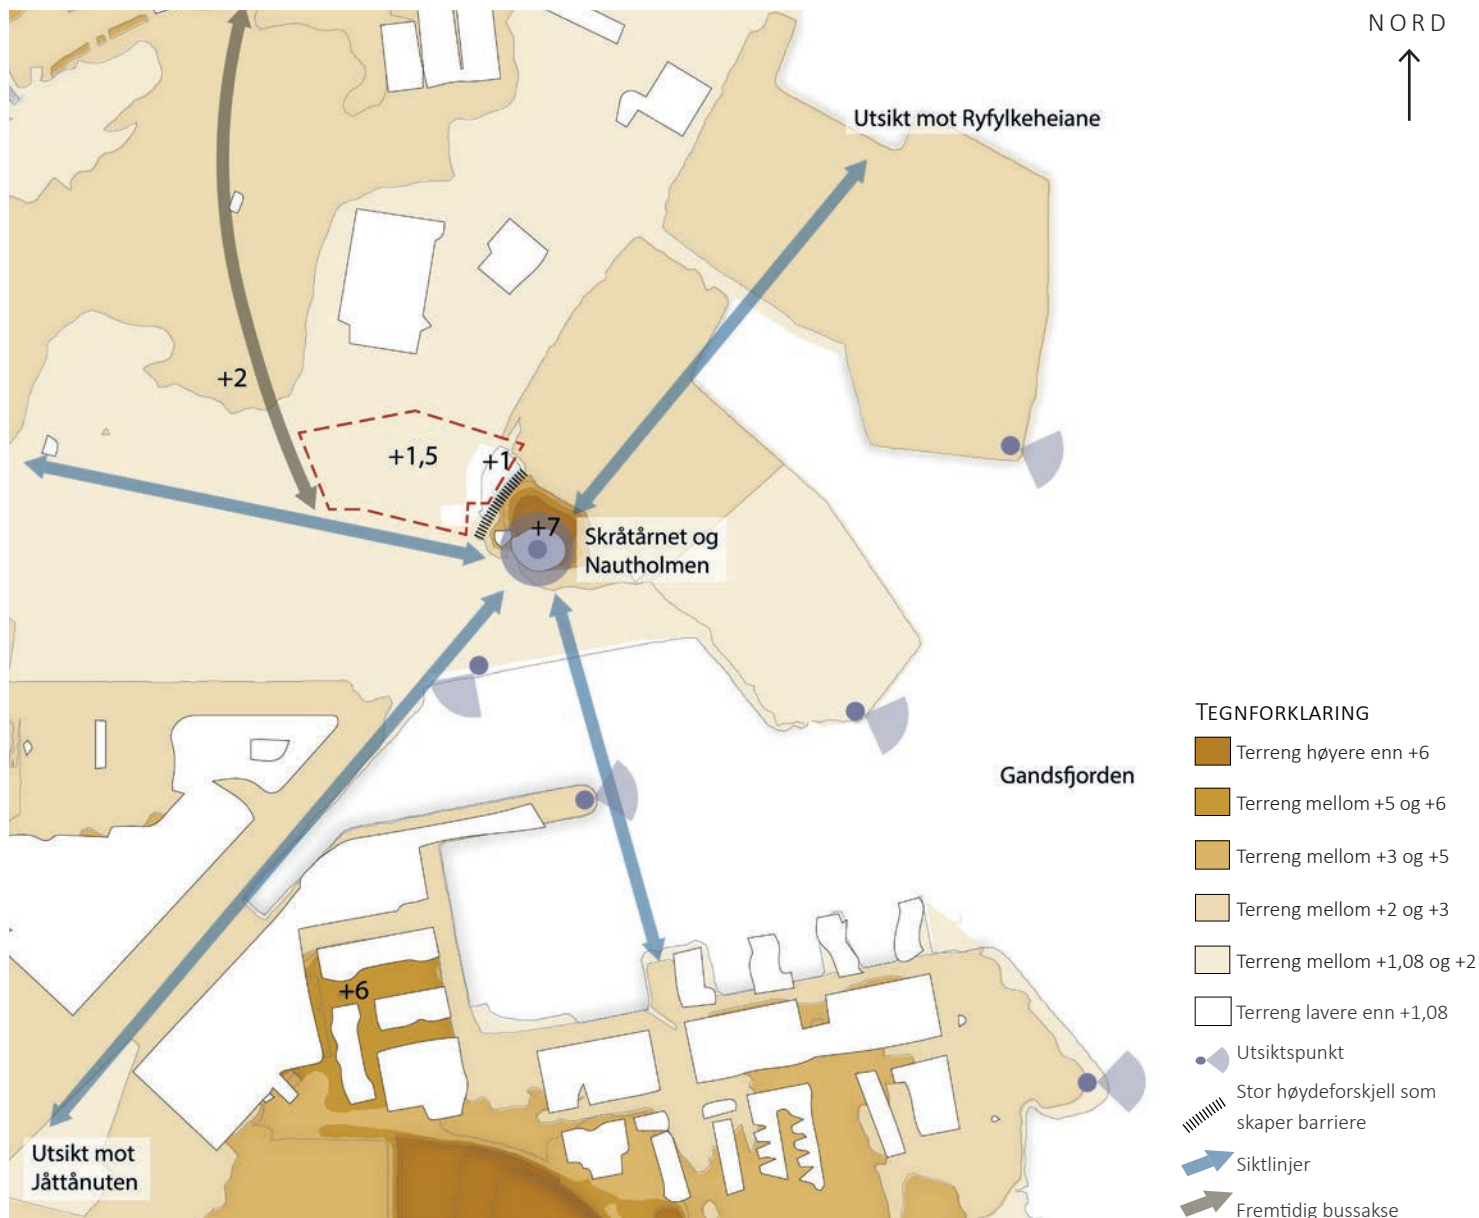 NORD
Utsikt mot Ryfylkeheiane
+2
+1,5
+1
+7
Skråtårnet og
Nautholmen
Gandsfjorden
+6
Utsikt mot
Jåttånuten
TEGNFORKLARING
Terreng høyere enn +6
Terreng mellom +5 og +6
Terreng mellom +3 og +5
Terreng mellom +2 og +3
Terreng mellom +1,08 og +2
Terreng lavere enn +1,08
Utsiktspunkt
Stor høydeforskjell som
skaper barriere
Siktlinjer
Fremtidig bussakse